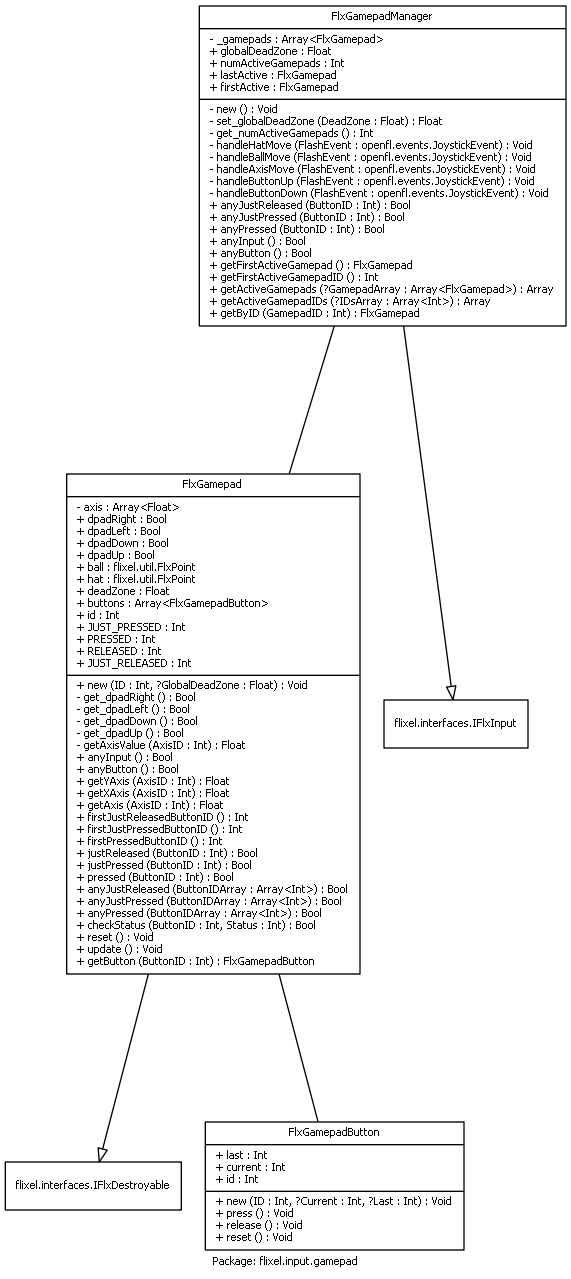 FlxGamepadManager
- _gamepads : Array<FlxGamepad>
+ globalDeadZone : Float
+ numActiveGamepads : Int
+ lastActive : FlxGamepad
+ firstActive : FlxGamepad
- new () : Void
- set_globalDeadZone (DeadZone : Float) : Float
- get_numActiveGamepads () : Int
- handleHatMove (FlashEvent : openfl.events.JoystickEvent) : Void
- handleBallMove (FlashEvent : openfl.events.JoystickEvent) : Void
- handleAxisMove (FlashEvent : openfl.events.JoystickEvent) : Void
- handleButtonUp (FlashEvent : openfl.events.JoystickEvent) : Void
- handleButtonDown (FlashEvent : openfl.events.JoystickEvent) : Void
+ anyJustReleased (ButtonID : Int) : Bool
+ anyJustPressed (ButtonID : Int) : Bool
+ anyPressed (ButtonID : Int) : Bool
+ anyInput () : Bool
+ anyButton () : Bool
+ getFirstActiveGamepad () : FlxGamepad
+ getFirstActiveGamepadID () : Int
+ getActiveGamepads (?GamepadArray : Array<FlxGamepad>) : Array
+ getActiveGamepadIDs (?IDsArray : Array<Int>) : Array
+ getByID (GamepadID : Int) : FlxGamepad
FlxGamepad
- axis : Array<Float>
+ dpadRight : Bool
+ dpadLeft : Bool
+ dpadDown : Bool
+ dpadUp : Bool
+ ball : flixel.util.FlxPoint
+ hat : flixel.util.FlxPoint
+ deadZone : Float
+ buttons : Array<FlxGamepadButton>
+ id : Int
+ JUST_PRESSED : Int
+ PRESSED : Int
+ RELEASED : Int
+ JUST_RELEASED : Int
+ new (ID : Int, ?GlobalDeadZone : Float) : Void
- get_dpadRight () : Bool
- get_dpadLeft () : Bool
- get_dpadDown () : Bool
- get_dpadUp () : Bool
- getAxisValue (AxisID : Int) : Float
+ anyInput () : Bool
+ anyButton () : Bool
+ getYAxis (AxisID : Int) : Float
+ getXAxis (AxisID : Int) : Float
+ getAxis (AxisID : Int) : Float
+ firstJustReleasedButtonID () : Int
+ firstJustPressedButtonID () : Int
+ firstPressedButtonID () : Int
+ justReleased (ButtonID : Int) : Bool
+ justPressed (ButtonID : Int) : Bool
+ pressed (ButtonID : Int) : Bool
+ anyJustReleased (ButtonIDArray : Array<Int>) : Bool
+ anyJustPressed (ButtonIDArray : Array<Int>) : Bool
+ anyPressed (ButtonIDArray : Array<Int>) : Bool
+ checkStatus (ButtonID : Int, Status : Int) : Bool
+ reset () : Void
+ update () : Void
+ getButton (ButtonID : Int) : FlxGamepadButton
flixel.interfaces.IFlxInput
flixel.interfaces.IFlxDestroyable
FlxGamepadButton
+ last : Int
+ current : Int
+ id : Int
+ new (ID : Int, ?Current : Int, ?Last : Int) : Void
+ press () : Void
+ release () : Void
+ reset () : Void
Package: flixel.input.gamepad